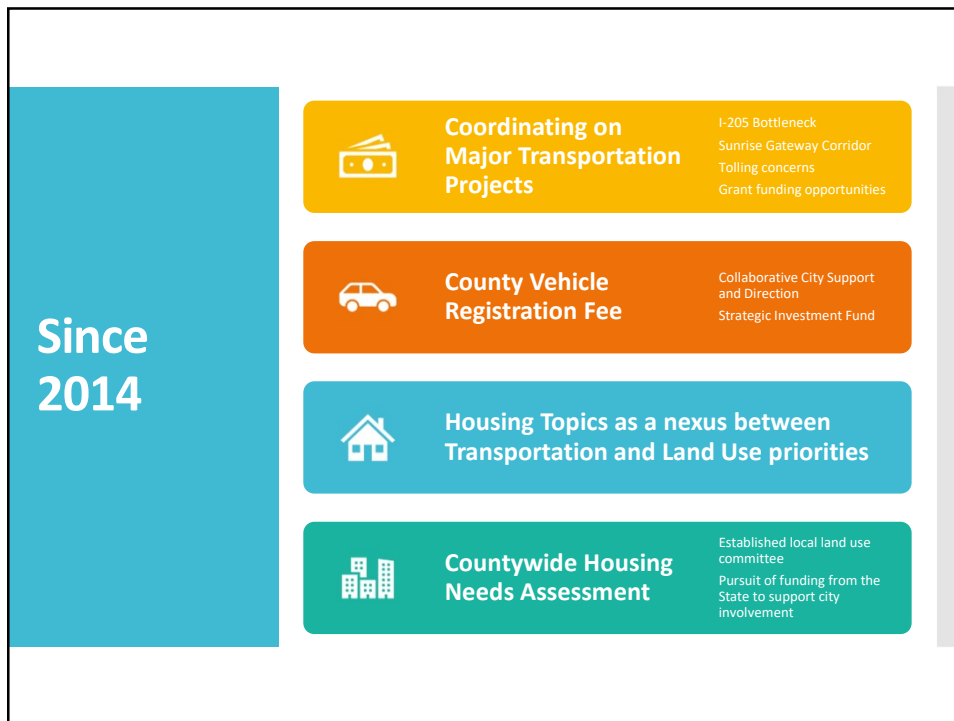 Since
2014
Coordinating on
Major Transportation
Projects
I-205 Bottleneck
Sunrise Gateway Corridor
Tolling concerns
Grant funding opportunities
County Vehicle
Registration Fee
Collaborative City Support
and Direction
Strategic Investment Fund
Housing Topics as a nexus between
Transportation and Land Use priorities
Countywide Housing
Needs Assessment
Established local land use
committee
Pursuit of funding from the
State to support city
involvement